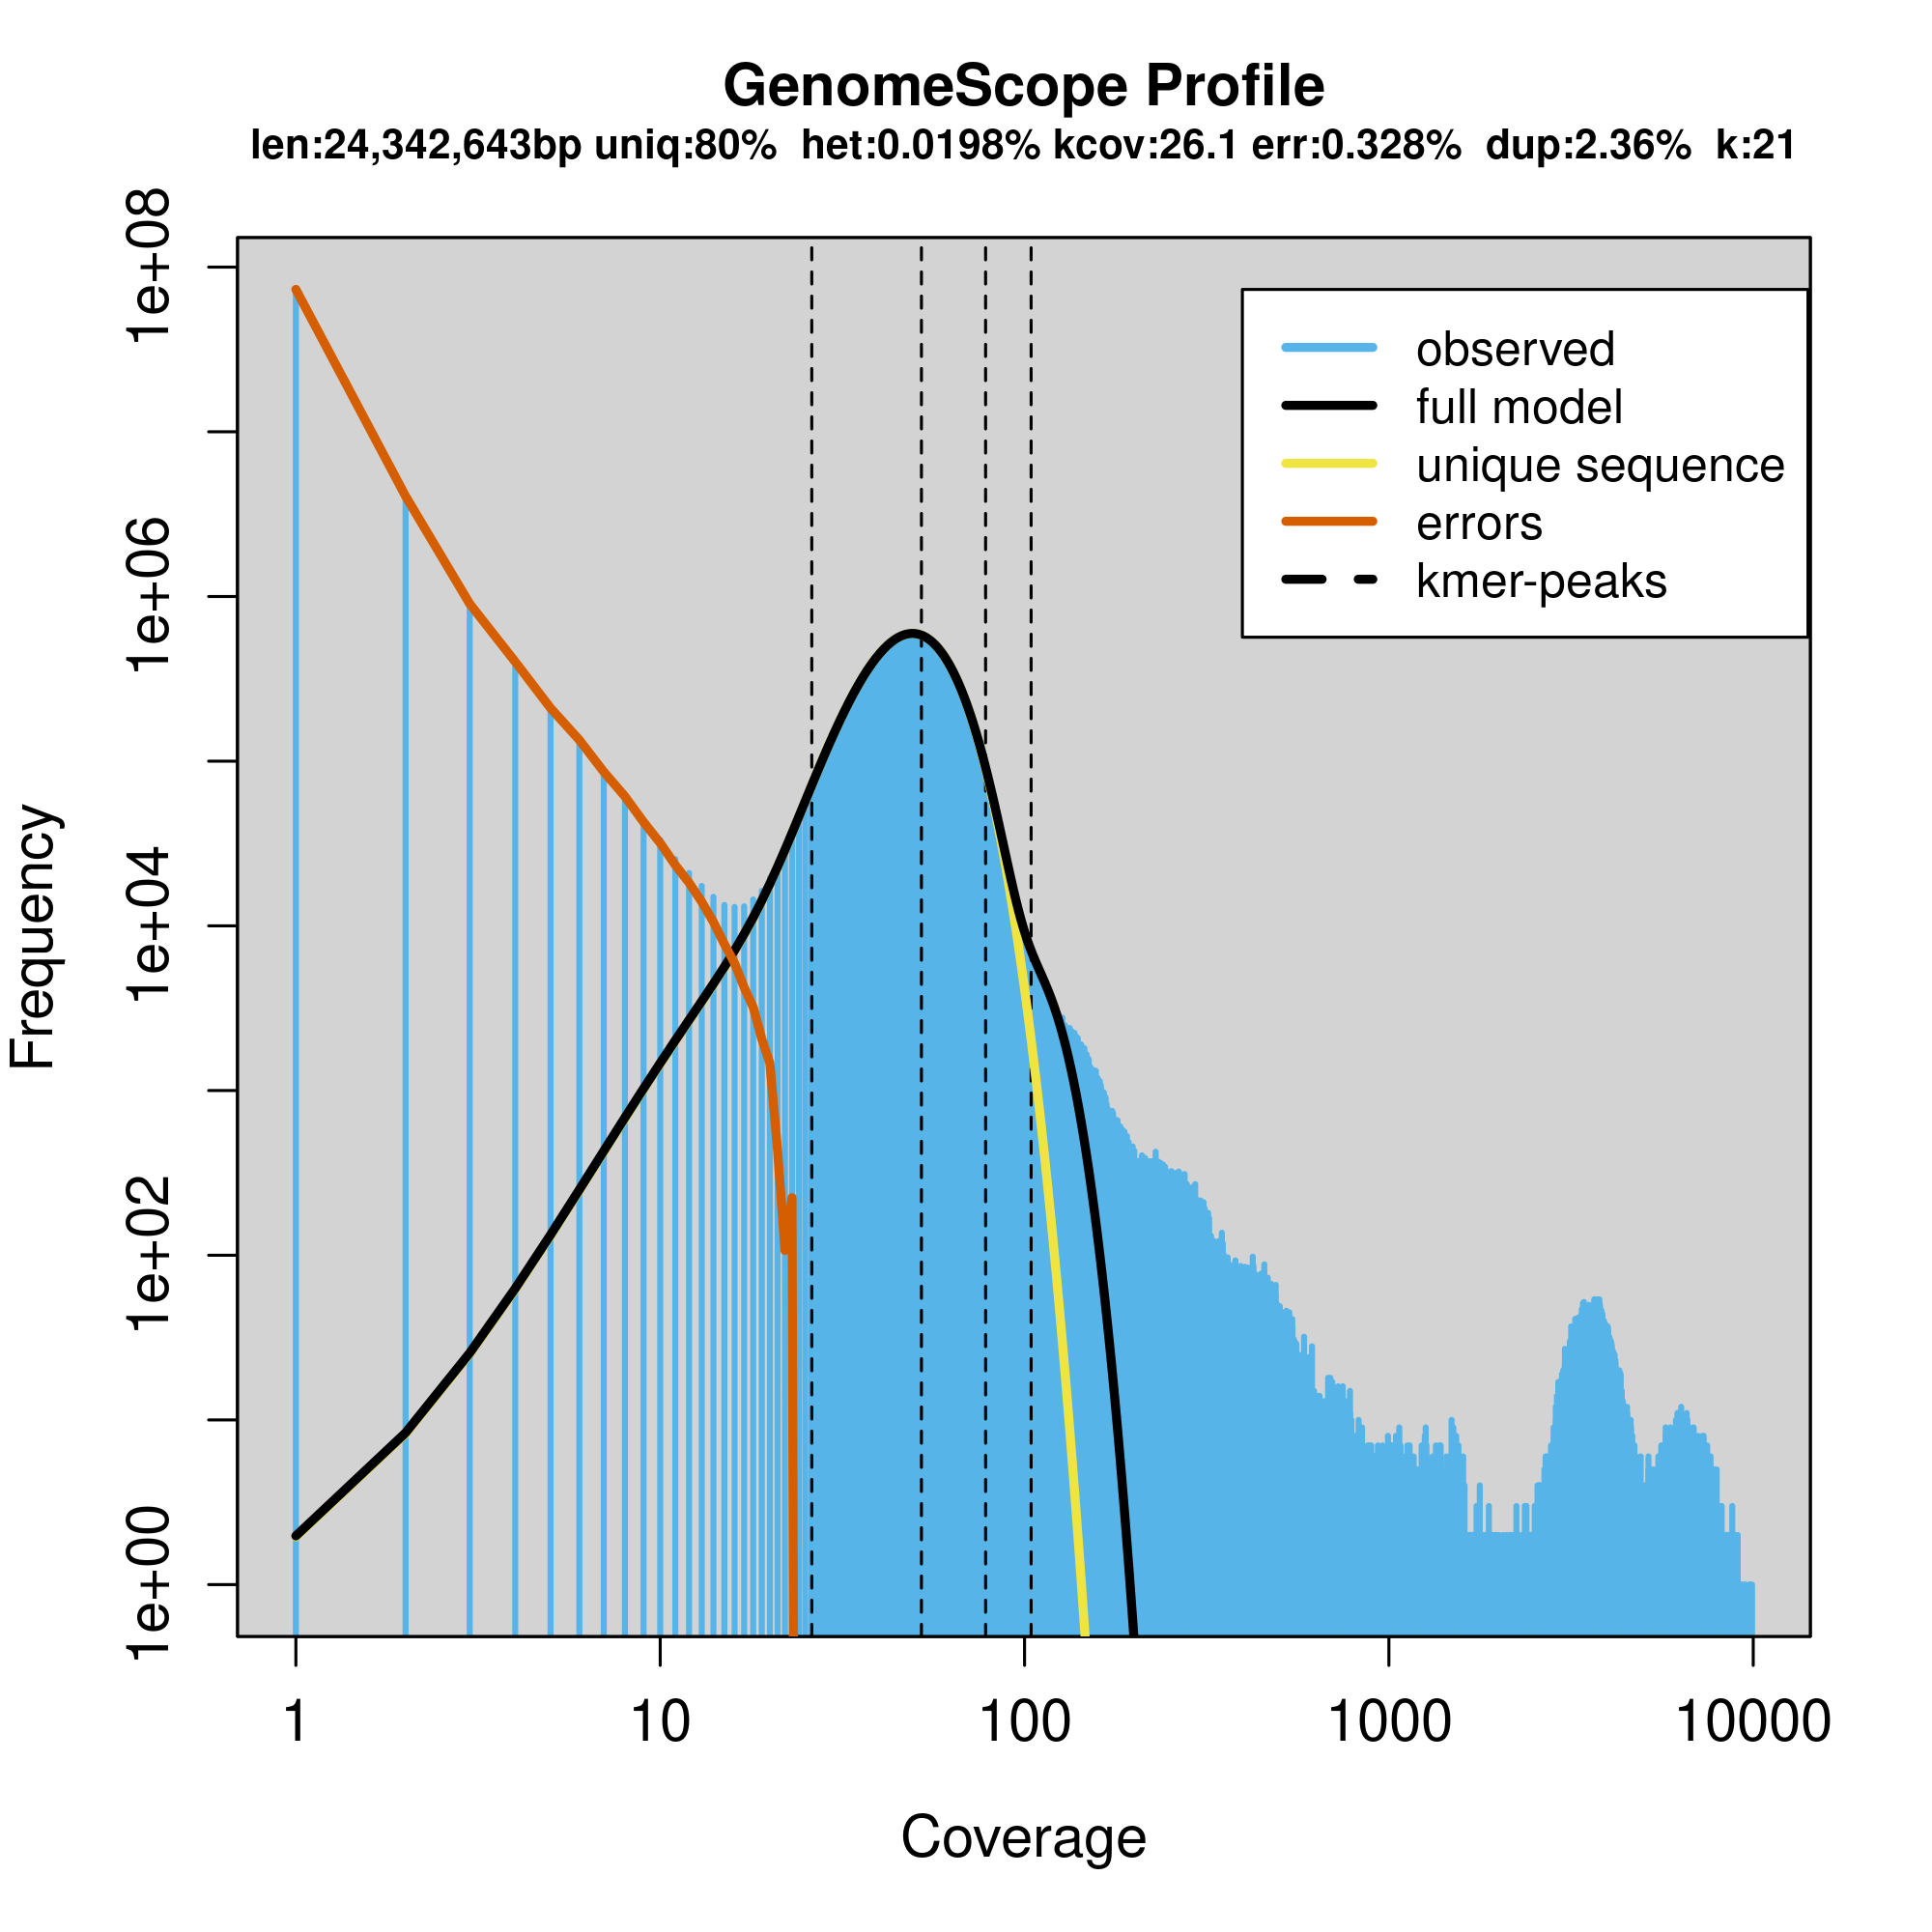 GenomeScope Profile
len:24,342,643bp uniq:80% het:0.0198% kcov:26.1 err:0.328% dup:2.36% k:21
observed
full model
unique sequence
errors
kmer-peaks
Frequency
1e+08
1e+06
1e+04
1e+02
1e+00
1 10 100 1000 10000
Coverage